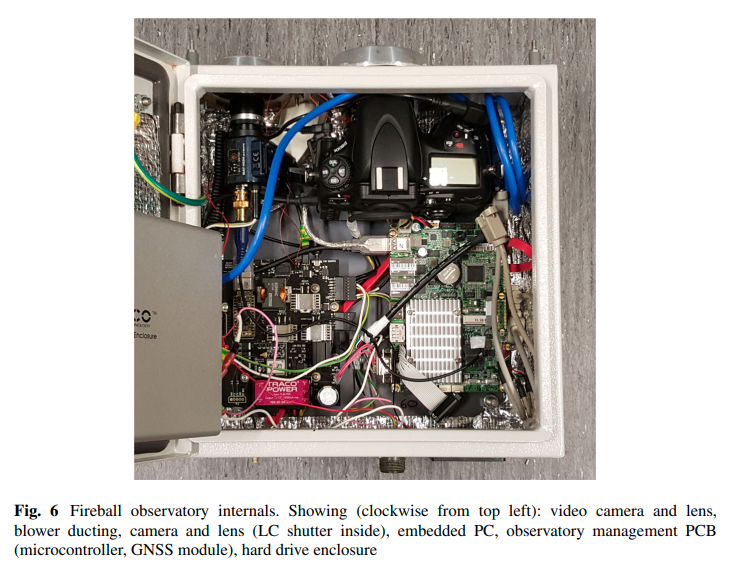 CO
Enclosure
TRACO
POWER
Fig. 6 Fireball observatory internals. Showing (clockwise from top left): video camera and lens,
blower ducting, camera and lens (LC shutter inside), embedded PC, observatory management PCB
(microcontroller, GNSS module), hard drive enclosure